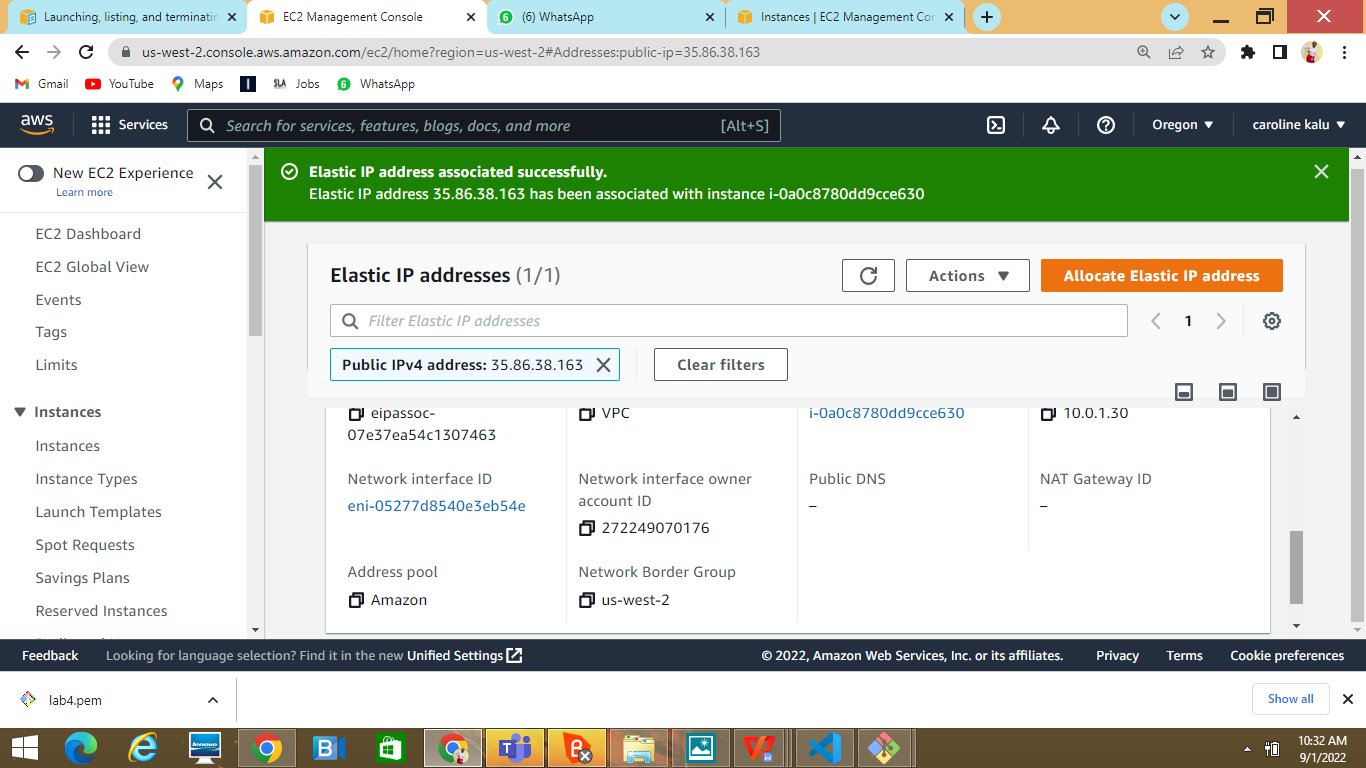 Launching, listing, and terminatin
EC2 Management Console
(6) WhatsApp
Instances | EC2 Management Con
us-west-2.console.aws.amazon.com/ec2/home?region=us-west-2#Addresses:public-ip=35.86.38.163
Gmail
YouTube
Maps
SLA
Jobs
6
WhatsApp
aws
Services
Search for services, features, blogs, docs, and more
[Alt+S]
Oregon
caroline kalu
New EC2 Experience
Learn more
EC2 Dashboard
EC2 Global View
Events
Tags
Limits
Instances
Instances
Instance Types
Launch Templates
Spot Requests
Savings Plans
Reserved Instances
Elastic IP address associated successfully.
Elastic IP address 35.86.38.163 has been associated with instance i-0a0c8780dd9cce630
Elastic IP addresses (1/1)
Actions
Allocate Elastic IP address
Filter Elastic IP addresses
1
Public IPv4 address: 35.86.38.163
Clear filters
eipassoc-
07e37ea54c1307463
VPC
i-0a0c8780dd9cce630
10.0.1.30
Network interface ID
eni-05277d8540e3eb54e
Network interface owner
account ID
272249070176
Public DNS
–
NAT Gateway ID
–
Address pool
Amazon
Network Border Group
us-west-2
Feedback
Looking for language selection? Find it in the new Unified Settings
© 2022, Amazon Web Services, Inc. or its affiliates.
Privacy
Terms
Cookie preferences
lab4.pem
Show all
lenovo
10:32 AM
9/1/2022